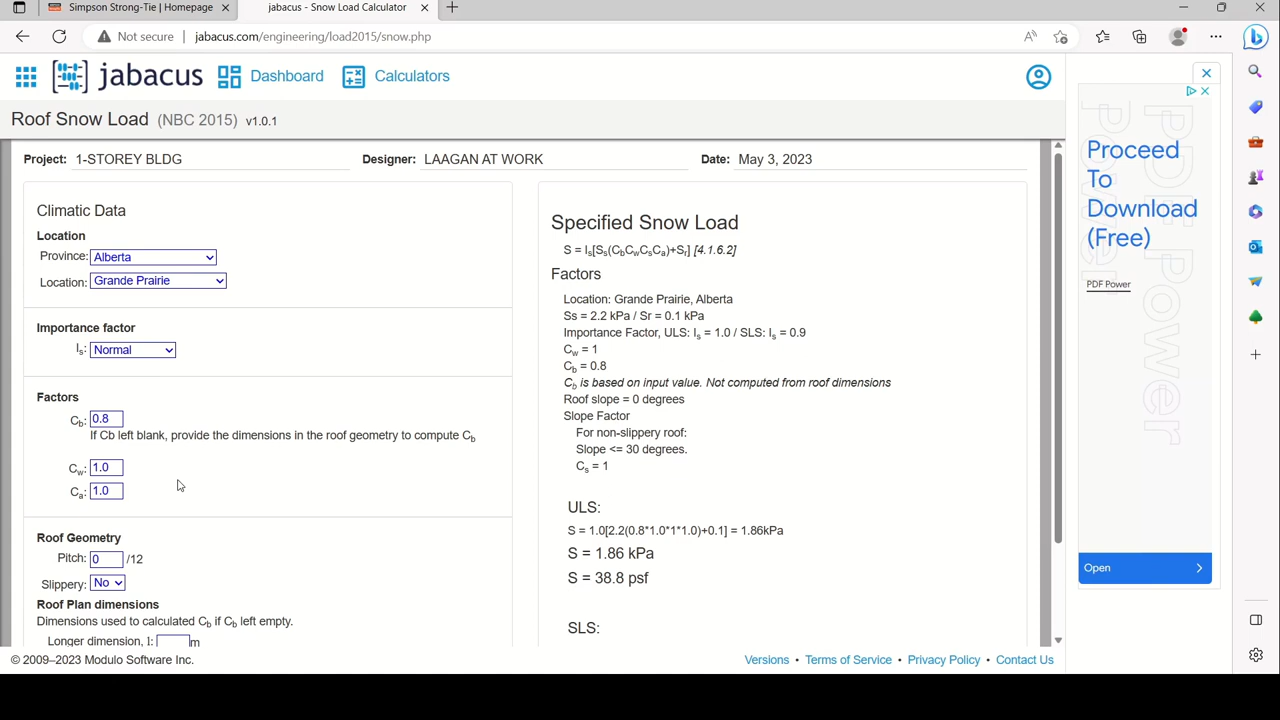 Simpson Strong-Tie | Homepage
jabacus - Snow Load Calculator
Not secure
jabacus.com/engineering/load2015/snow.php
jabacus
Dashboard
Calculators
Roof Snow Load (NBC 2015) v1.0.1
Project: 1-STOREY BLDG
Designer: LAAGAN AT WORK
Date: May 3, 2023
Climatic Data
Location
Province: Alberta
Location: Grande Prairie
Importance factor
Is: Normal
Factors
Cb: 0.8
If Cb left blank, provide the dimensions in the roof geometry to compute Cb
Cw: 1.0
Ca: 1.0
Roof Geometry
Pitch: 0 /12
Slippery: No
Roof Plan dimensions
Dimensions used to calculated Cb if Cb left empty.
Longer dimension, l: m
Specified Snow Load
S = Is[Ss(CbCwCsCa)+Sr] [4.1.6.2]
Factors
Location: Grande Prairie, Alberta
Ss = 2.2 kPa / Sr = 0.1 kPa
Importance Factor, ULS: Is = 1.0 / SLS: Is = 0.9
Cw = 1
Cb = 0.8
Cb is based on input value. Not computed from roof dimensions
Roof slope = 0 degrees
Slope Factor
For non-slippery roof:
Slope <= 30 degrees.
Cs = 1
ULS:
S = 1.0[2.2(0.8*1.0*1*1.0)+0.1] = 1.86kPa
S = 1.86 kPa
S = 38.8 psf
SLS:
PDF Power
Proceed
To
Download
(Free)
PDF Power
Open
© 2009–2023 Modulo Software Inc.
Versions • Terms of Service • Privacy Policy • Contact Us